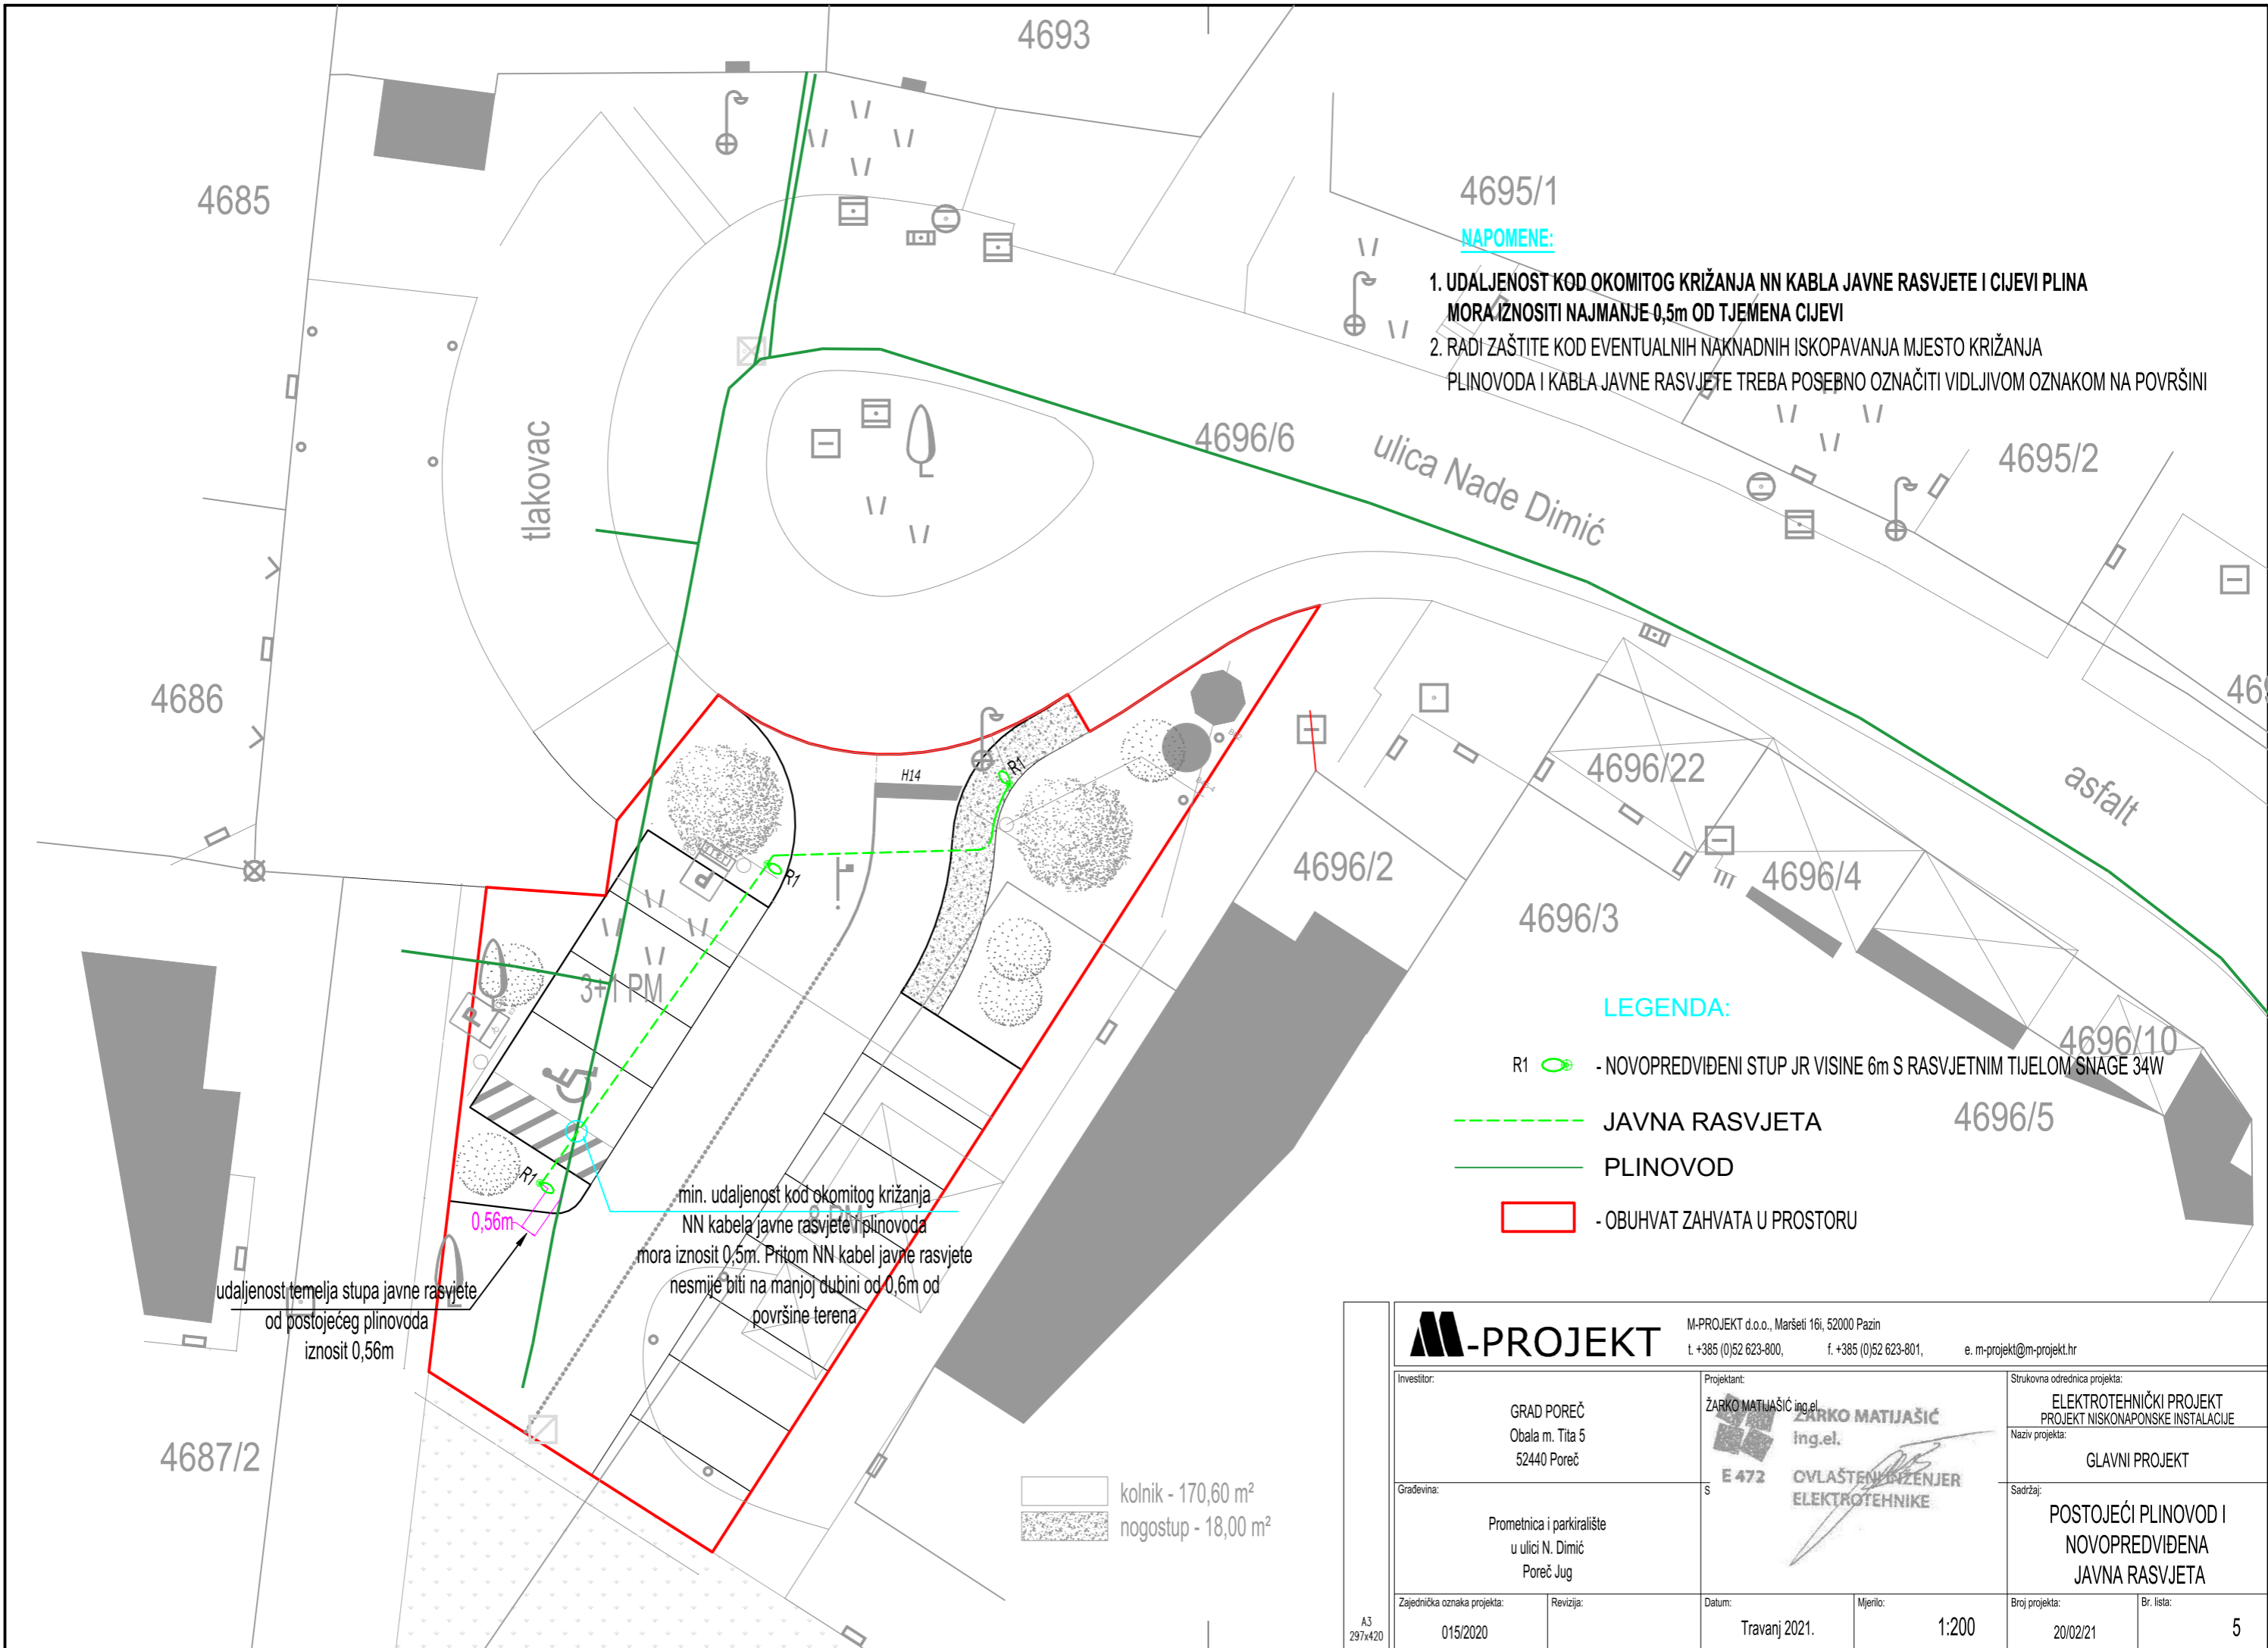 4693
4685
4695/1
NAPOMENE:
1. UDALJENOST KOD OKOMITOG KRIŽANJA NN KABLA JAVNE RASVJETE I CIJEVI PLINA
MORA IZNOSITI NAJMANJE 0,5m OD TJEMENA CIJEVI
2. RADI ZAŠTITE KOD EVENTUALNIH NAKNADNIH ISKOPAVANJA MJESTO KRIŽANJA
PLINOVODA I KABLA JAVNE RASVJETE TREBA POSEBNO OZNAČITI VIDLJIVOM OZNAKOM NA POVRŠINI
tlakovac
4696/6
ulica Nade Dimić
4695/2
4686
asfalt
H14
R1
R1
P
4696/22
4696/2
4696/4
4696/3
3+1 PM
P
LEGENDA:
4696/10
R1 - NOVOPREDVIĐENI STUP JR VISINE 6m S RASVJETNIM TIJELOM SNAGE 34W
JAVNA RASVJETA
4696/5
PLINOVOD
- OBUHVAT ZAHVATA U PROSTORU
R1
0,56m
8 PM
min. udaljenost kod okomitog križanja
NN kabela javne rasvjete i plinovoda
mora iznosit 0,5m. Pritom NN kabel javne rasvjete
nesmije biti na manjoj dubini od 0,6m od
površine terena
udaljenost temelja stupa javne rasvjete
od postojećeg plinovoda
iznosit 0,56m
4687/2
kolnik - 170,60 m²
nogostup - 18,00 m²
M-PROJEKT
M-PROJEKT d.o.o., Maršeti 16i, 52000 Pazin
t. +385 (0)52 623-800, f. +385 (0)52 623-801, e. m-projekt@m-projekt.hr
Investitor:
GRAD POREČ
Obala m. Tita 5
52440 Poreč
Projektant:
ŽARKO MATIJAŠIĆ ing.el.
ŽARKO MATIJAŠIĆ
ing.el.
E 472 OVLAŠTENI INŽENJER
ELEKTROTEHNIKE
S
Strukovna odrednica projekta:
ELEKTROTEHNIČKI PROJEKT
PROJEKT NISKONAPONSKE INSTALACIJE
Naziv projekta:
GLAVNI PROJEKT
Građevina:
Prometnica i parkiralište
u ulici N. Dimić
Poreč Jug
Sadržaj:
POSTOJEĆI PLINOVOD I
NOVOPREDVIĐENA
JAVNA RASVJETA
Zajednička oznaka projekta:
015/2020
Revizija:
Datum:
Travanj 2021.
Mjerilo:
1:200
Broj projekta:
20/02/21
Br. lista:
5
A3
297x420